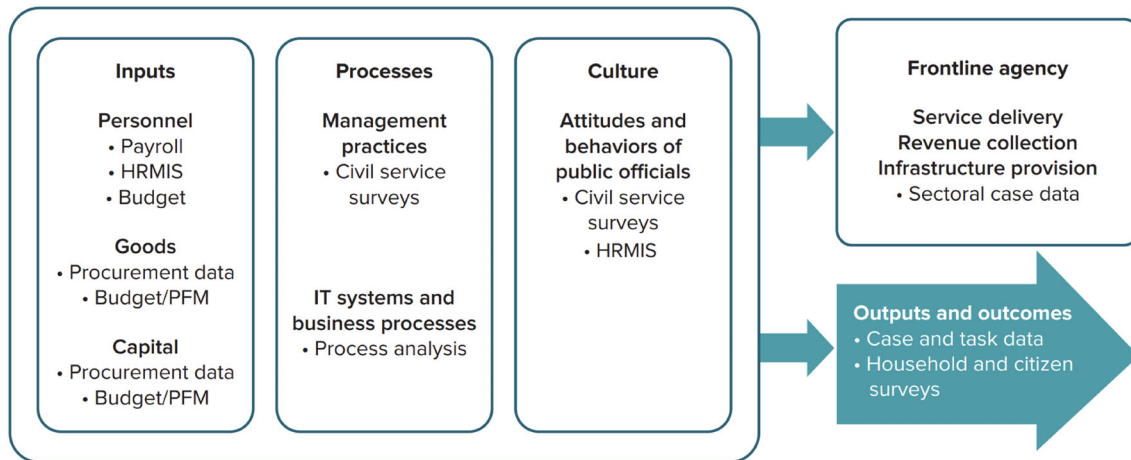 Inputs
Personnel
• Payroll
• HRMIS
• Budget
Goods
• Procurement data
• Budget/PFM
Capital
• Procurement data
• Budget/PFM
Processes
Management
practices
• Civil service
surveys
IT systems and
business processes
• Process analysis
Culture
Attitudes and
behaviors of
public officials
• Civil service
surveys
• HRMIS
Frontline agency
Service delivery
Revenue collection
Infrastructure provision
• Sectoral case data
Outputs and outcomes
• Case and task data
• Household and citizen
surveys